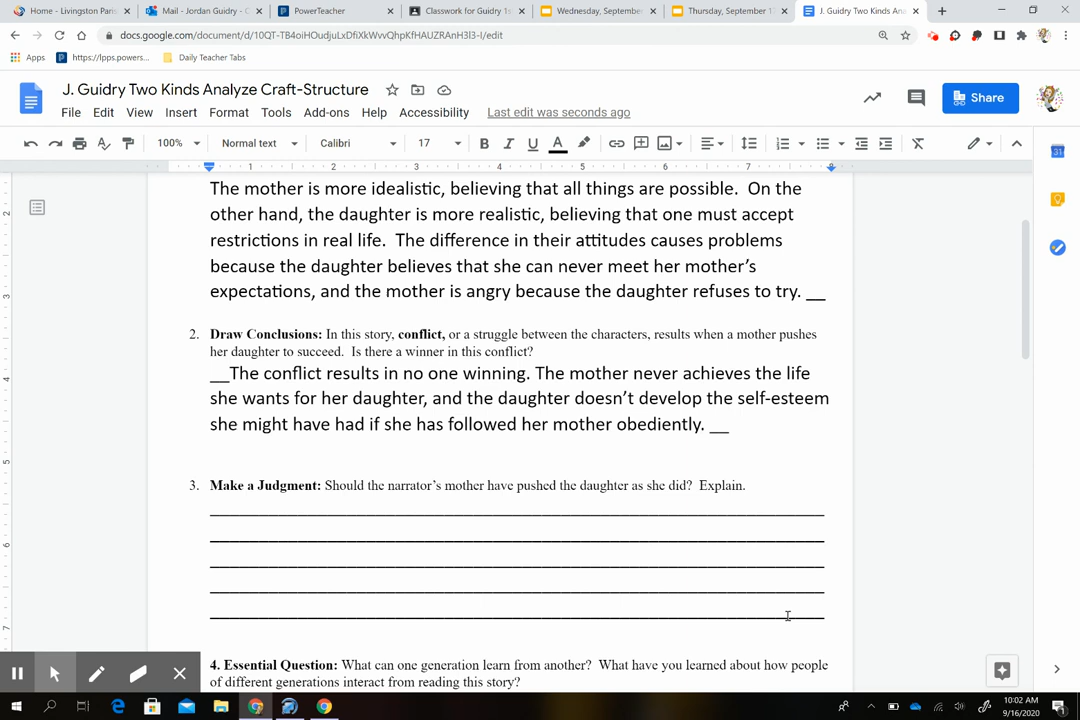 Home - Livingston Paris
Mail - Jordan Guidry - O
PowerTeacher
Classwork for Guidry 1s
Wednesday, September
Thursday, September 1
J. Guidry Two Kinds Ana
docs.google.com/document/d/10QT-TB4oiHOudjuLxDfiXkWvvQhpKfHAUZRAnH3I3-I/edit
Apps
https://lpps.powers...
Daily Teacher Tabs
J. Guidry Two Kinds Analyze Craft-Structure
Share
File Edit View Insert Format Tools Add-ons Help Accessibility Last edit was seconds ago
100% Normal text Calibri 17 B I U A
1 2 3 4 5 6 7
The mother is more idealistic, believing that all things are possible. On the
other hand, the daughter is more realistic, believing that one must accept
restrictions in real life. The difference in their attitudes causes problems
because the daughter believes that she can never meet her mother's
expectations, and the mother is angry because the daughter refuses to try. __
2. Draw Conclusions: In this story, conflict, or a struggle between the characters, results when a mother pushes
her daughter to succeed. Is there a winner in this conflict?
__The conflict results in no one winning. The mother never achieves the life
she wants for her daughter, and the daughter doesn't develop the self-esteem
she might have had if she has followed her mother obediently. __
3. Make a Judgment: Should the narrator's mother have pushed the daughter as she did? Explain.
4. Essential Question: What can one generation learn from another? What have you learned about how people
of different generations interact from reading this story?
10:02 AM
9/16/2020